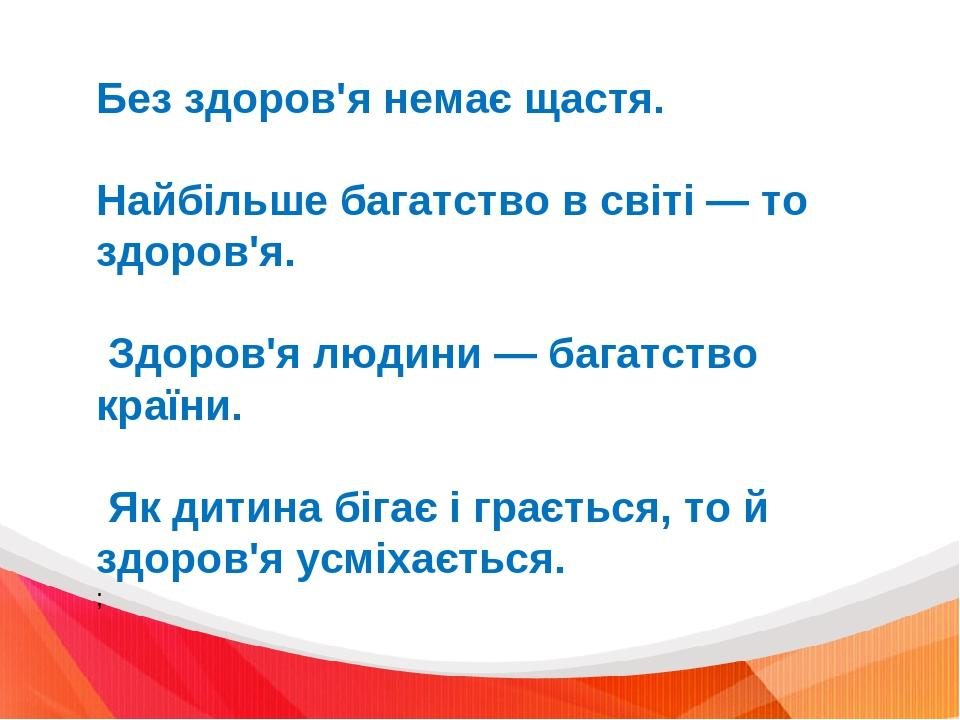 Без здоров'я немає щастя.
Найбільше багатство в світі — то
здоров'я.
Здоров'я людини — багатство
країни.
Як дитина бігає і грається, то й
здоров'я усміхається.
;